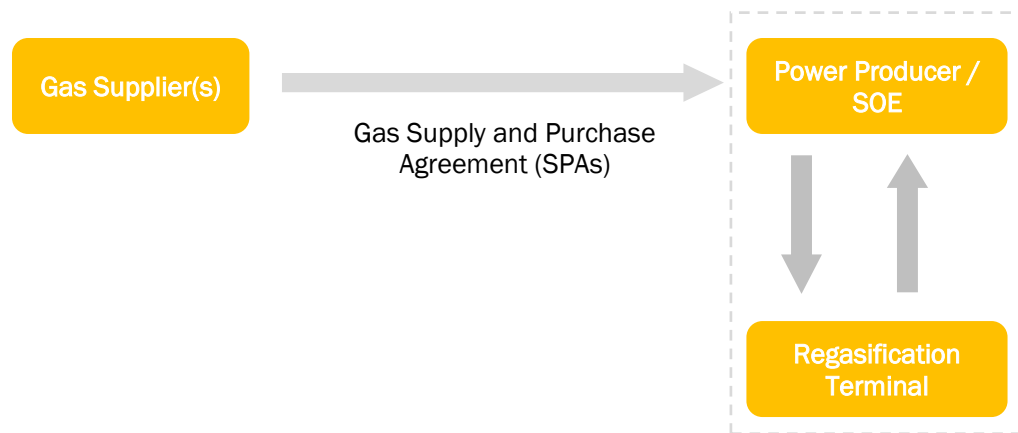 Gas Supplier(s)
Power Producer /
SOE
Gas Supply and Purchase
Agreement (SPAs)
Regasification
Terminal